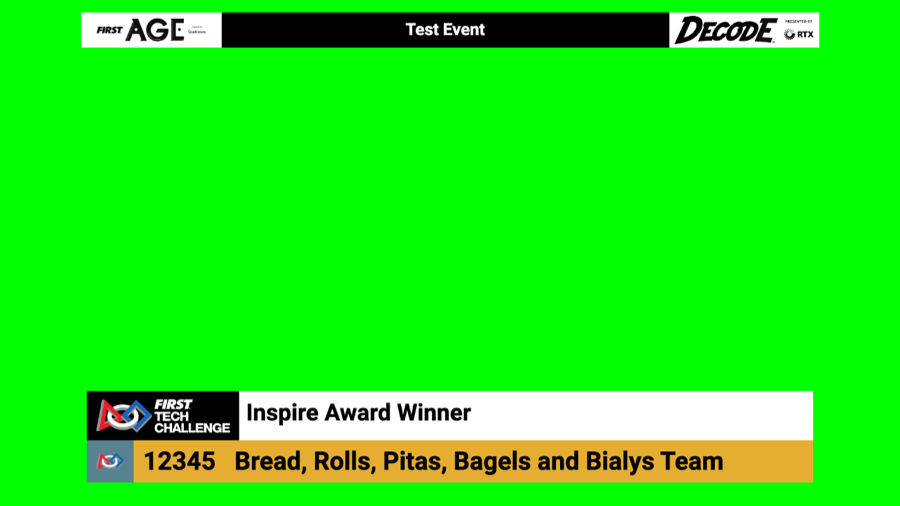 FIRST AGE
Test Event
DECODE
PRESENTED BY
RTX
FIRST
TECH
CHALLENGE
Inspire Award Winner
12345 Bread, Rolls, Pitas, Bagels and Bialys Team